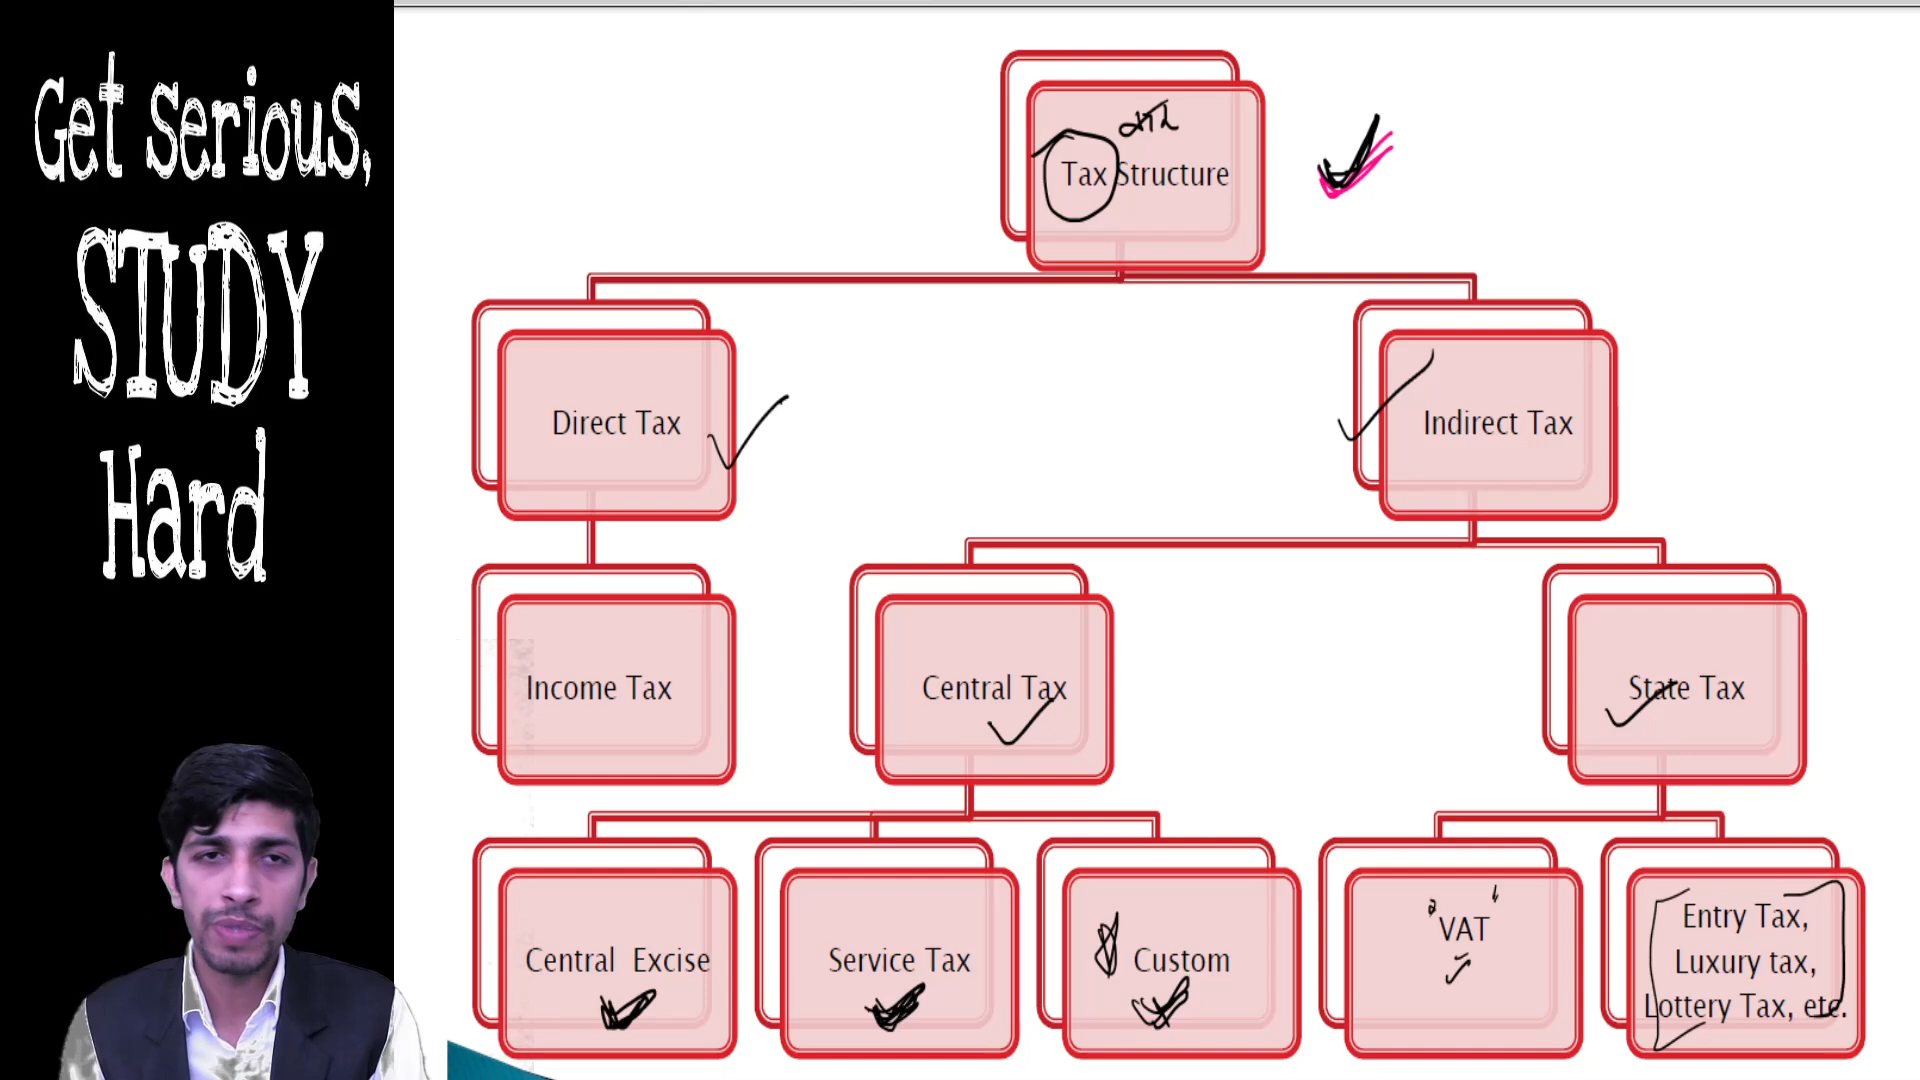 Get serious,
STUDY
Hard
Tax Structure
Direct Tax
Indirect Tax
Income Tax
Central Tax
State Tax
Central Excise
Service Tax
Custom
VAT
Entry Tax,
Luxury tax,
Lottery Tax, etc.